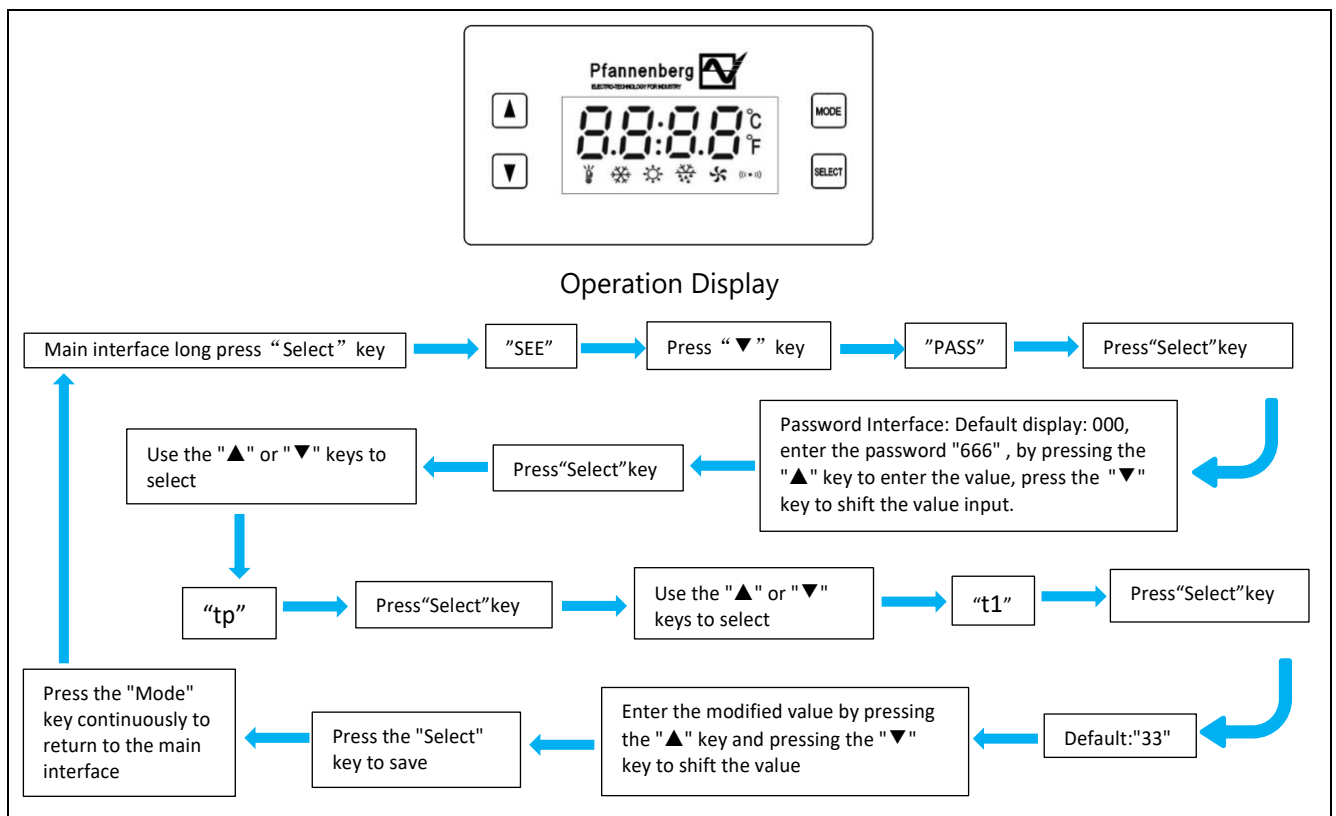 Pfannenberg
ELECTRO-TECHNOLOGY FOR INDUSTRY
▲
MODE
88:88 °C
°F
▼
SELECT
Operation Display
Main interface long press “Select” key
”SEE”
Press “▼” key
”PASS”
Press“Select”key
Password Interface: Default display: 000,
enter the password "666" , by pressing the
"▲" key to enter the value, press the "▼"
key to shift the value input.
Press“Select”key
Use the "▲" or "▼" keys to
select
“tp”
Press“Select”key
Use the "▲" or "▼"
keys to select
“t1”
Press“Select”key
Default:"33"
Enter the modified value by pressing
the "▲" key and pressing the "▼"
key to shift the value
Press the "Select"
key to save
Press the "Mode"
key continuously to
return to the main
interface